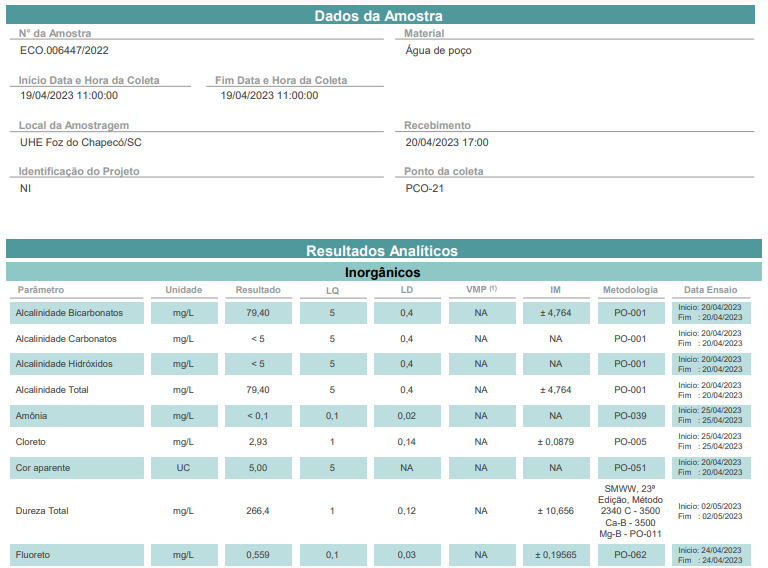 Dados da Amostra
N° da Amostra Material
ECO.006447/2022 Água de poço
Início Data e Hora da Coleta Fim Data e Hora da Coleta
19/04/2023 11:00:00 19/04/2023 11:00:00
Local da Amostragem Recebimento
UHE Foz do Chapecó/SC 20/04/2023 17:00
Identificação do Projeto Ponto da coleta
NI PCO-21
Resultados Analíticos
Inorgânicos
Parâmetro Unidade Resultado LQ LD VMP (1) IM Metodologia Data Ensaio
Alcalinidade Bicarbonatos mg/L 79,40 5 0,4 NA ± 4,764 PO-001 Inicio: 20/04/2023
Fim : 20/04/2023
Alcalinidade Carbonatos mg/L < 5 5 0,4 NA NA PO-001 Inicio: 20/04/2023
Fim : 20/04/2023
Alcalinidade Hidróxidos mg/L < 5 5 0,4 NA NA PO-001 Inicio: 20/04/2023
Fim : 20/04/2023
Alcalinidade Total mg/L 79,40 5 0,4 NA ± 4,764 PO-001 Inicio: 20/04/2023
Fim : 20/04/2023
Amônia mg/L < 0,1 0,1 0,02 NA NA PO-039 Inicio: 25/04/2023
Fim : 25/04/2023
Cloreto mg/L 2,93 1 0,14 NA ± 0,0879 PO-005 Inicio: 25/04/2023
Fim : 25/04/2023
Cor aparente UC 5,00 5 NA NA NA PO-051 Inicio: 20/04/2023
Fim : 20/04/2023
Dureza Total mg/L 266,4 1 0,12 NA ± 10,656 SMWW, 23ª
Edição, Método
2340 C - 3500
Ca-B - 3500
Mg-B - PO-011
Inicio: 02/05/2023
Fim : 02/05/2023
Fluoreto mg/L 0,559 0,1 0,03 NA ± 0,19565 PO-062 Inicio: 24/04/2023
Fim : 24/04/2023